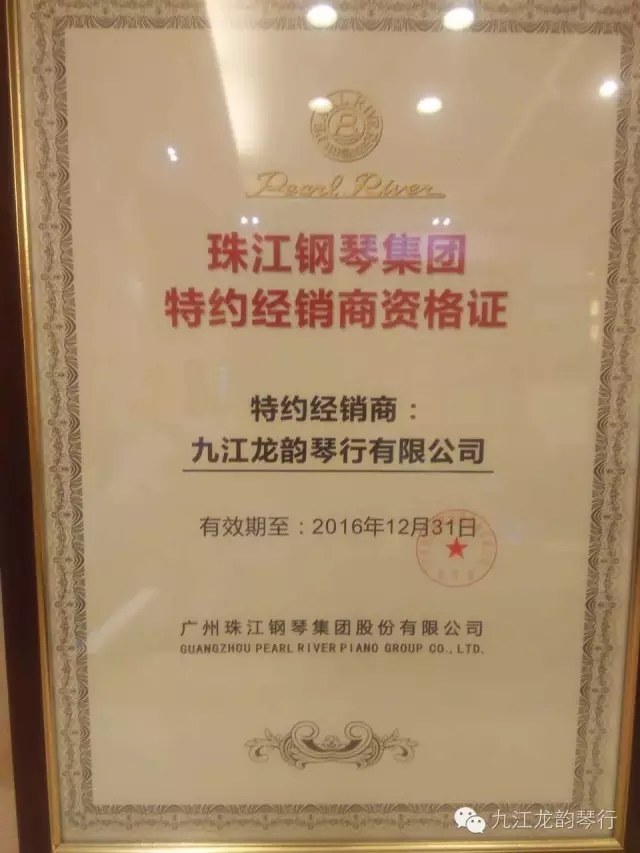 PEARL RIVER
Pearl River
珠江钢琴集团
特约经销商资格证
特约经销商：
九江龙韵琴行有限公司
有效期至：2016年12月31日
广州珠江钢琴集团股份有限公司
GUANGZHOU PEARL RIVER PIANO GROUP CO., LTD.
九江龙韵琴行